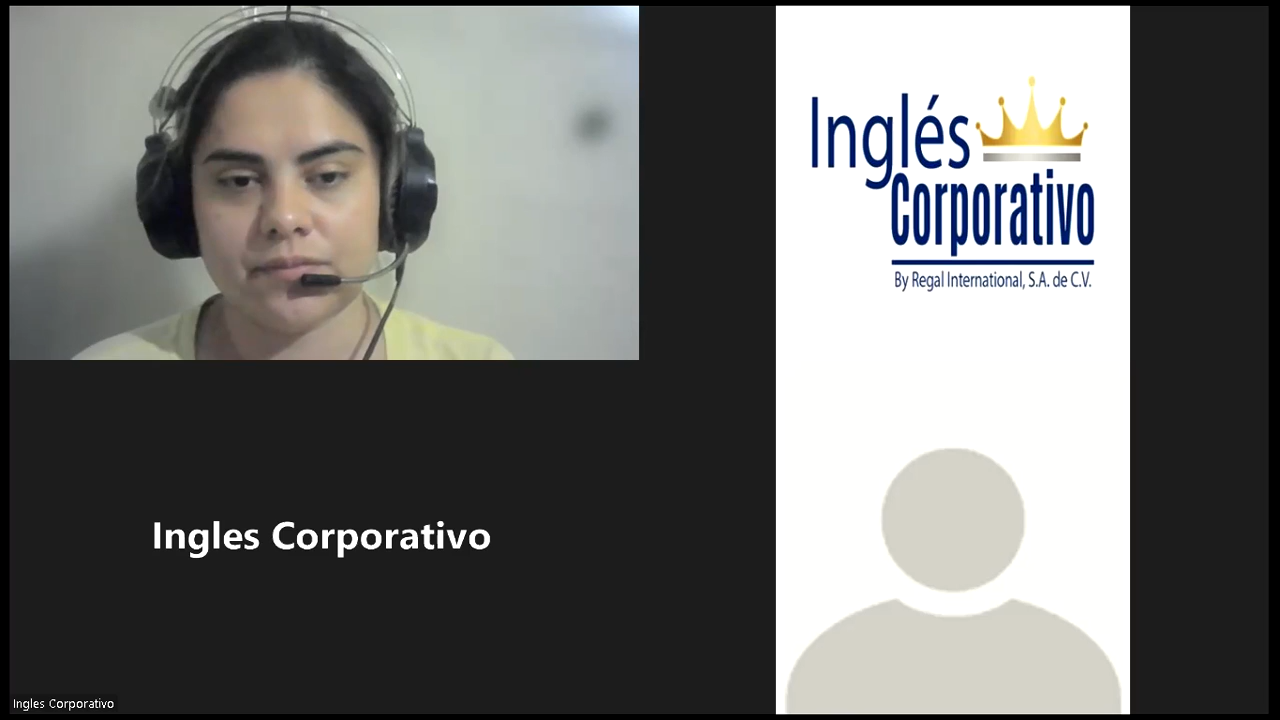 Inglés
Corporativo
By Regal International, S.A. de C.V.
Ingles Corporativo
Ingles Corporativo